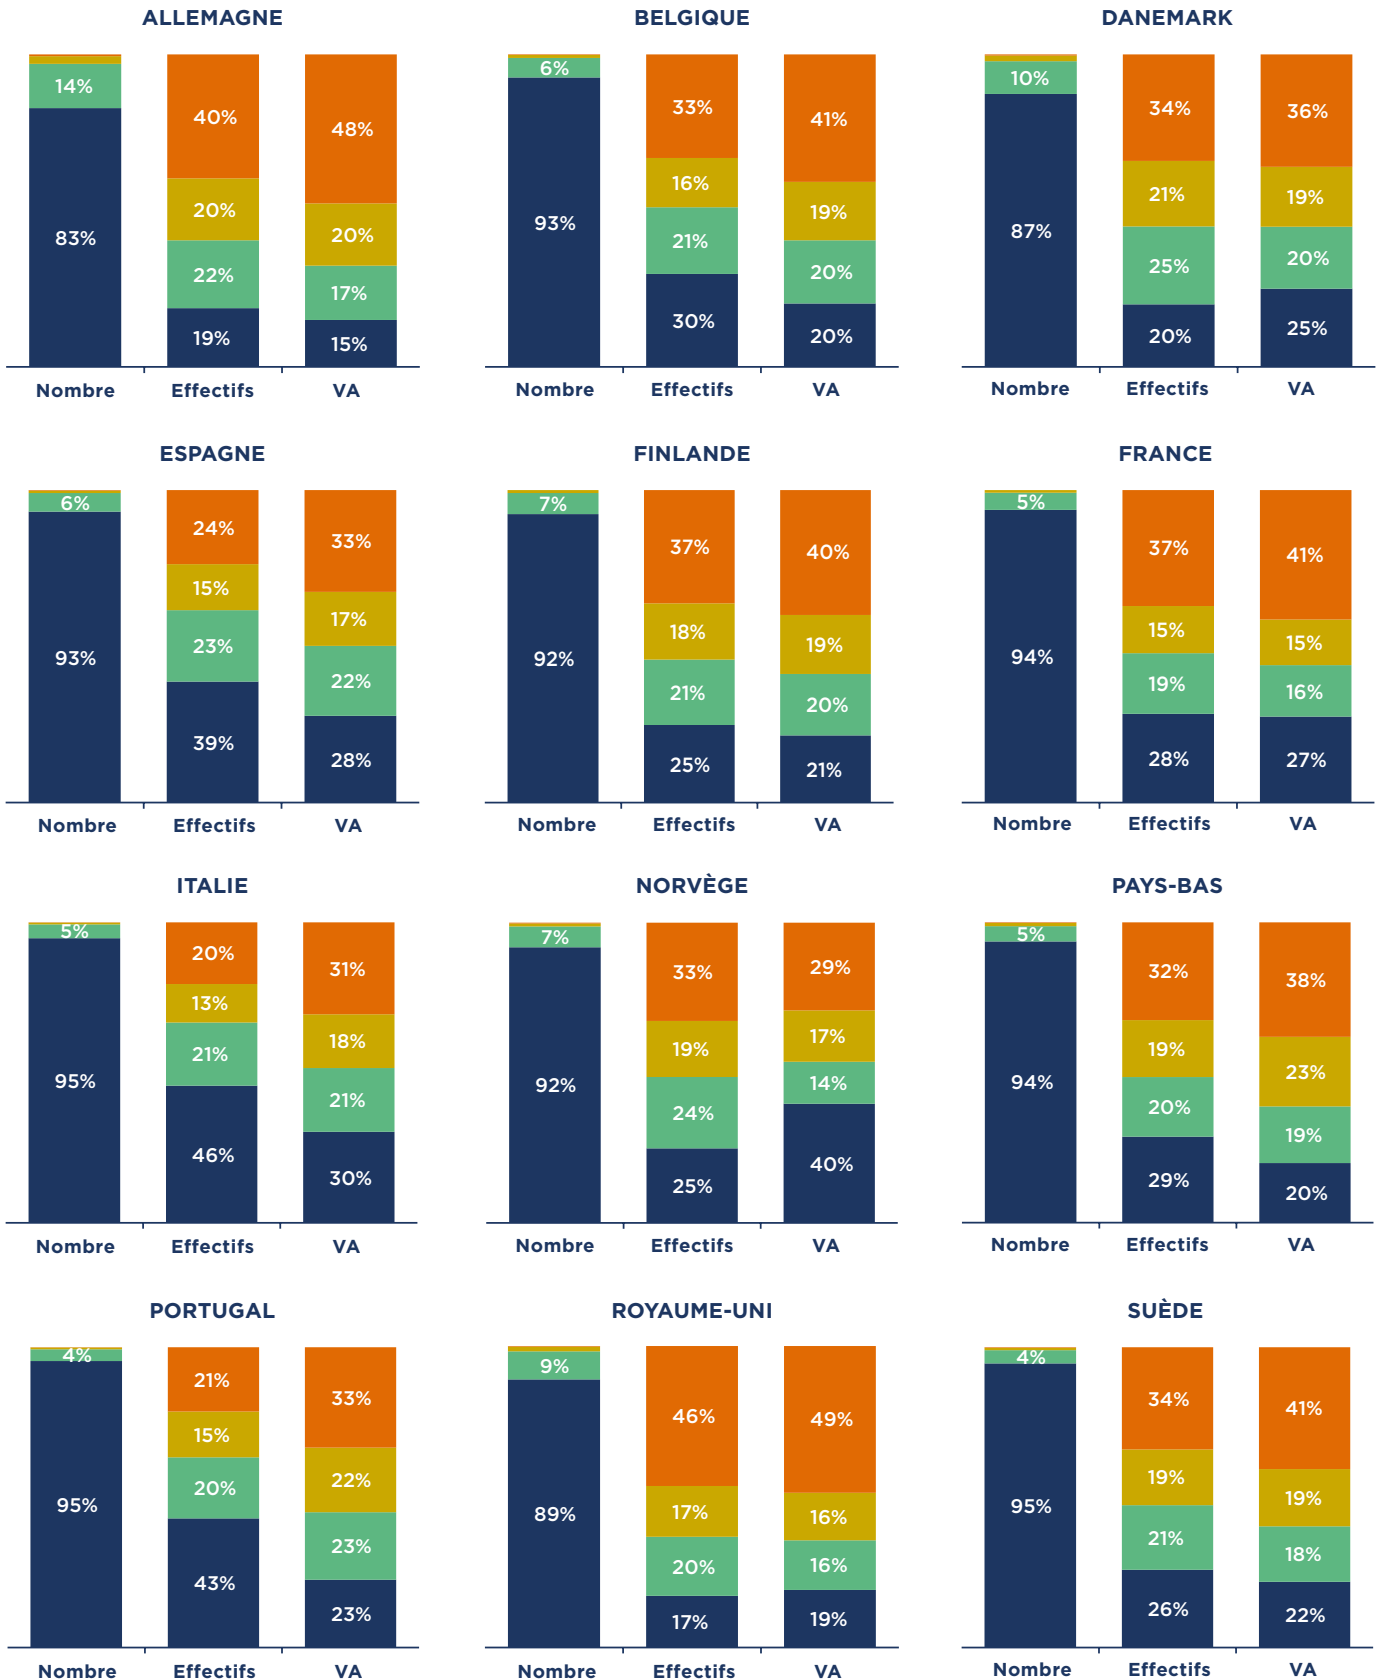 ALLEMAGNE
14%
83%
40%
20%
22%
19%
48%
20%
17%
15%
Nombre
Effectifs
VA
BELGIQUE
6%
93%
33%
16%
21%
30%
41%
19%
20%
20%
Nombre
Effectifs
VA
DANEMARK
10%
87%
34%
21%
25%
20%
36%
19%
20%
25%
Nombre
Effectifs
VA
ESPAGNE
6%
93%
24%
15%
23%
39%
33%
17%
22%
28%
Nombre
Effectifs
VA
FINLANDE
7%
92%
37%
18%
21%
25%
40%
19%
20%
21%
Nombre
Effectifs
VA
FRANCE
5%
94%
37%
15%
19%
28%
41%
15%
16%
27%
Nombre
Effectifs
VA
ITALIE
5%
95%
20%
13%
21%
46%
31%
18%
21%
30%
Nombre
Effectifs
VA
NORVÈGE
7%
92%
33%
19%
24%
25%
29%
17%
14%
40%
Nombre
Effectifs
VA
PAYS-BAS
5%
94%
32%
19%
20%
29%
38%
23%
19%
20%
Nombre
Effectifs
VA
PORTUGAL
4%
95%
21%
15%
20%
43%
33%
22%
23%
23%
Nombre
Effectifs
VA
ROYAUME-UNI
9%
89%
46%
17%
20%
17%
49%
16%
16%
19%
Nombre
Effectifs
VA
SUÈDE
4%
95%
34%
19%
21%
26%
41%
19%
18%
22%
Nombre
Effectifs
VA